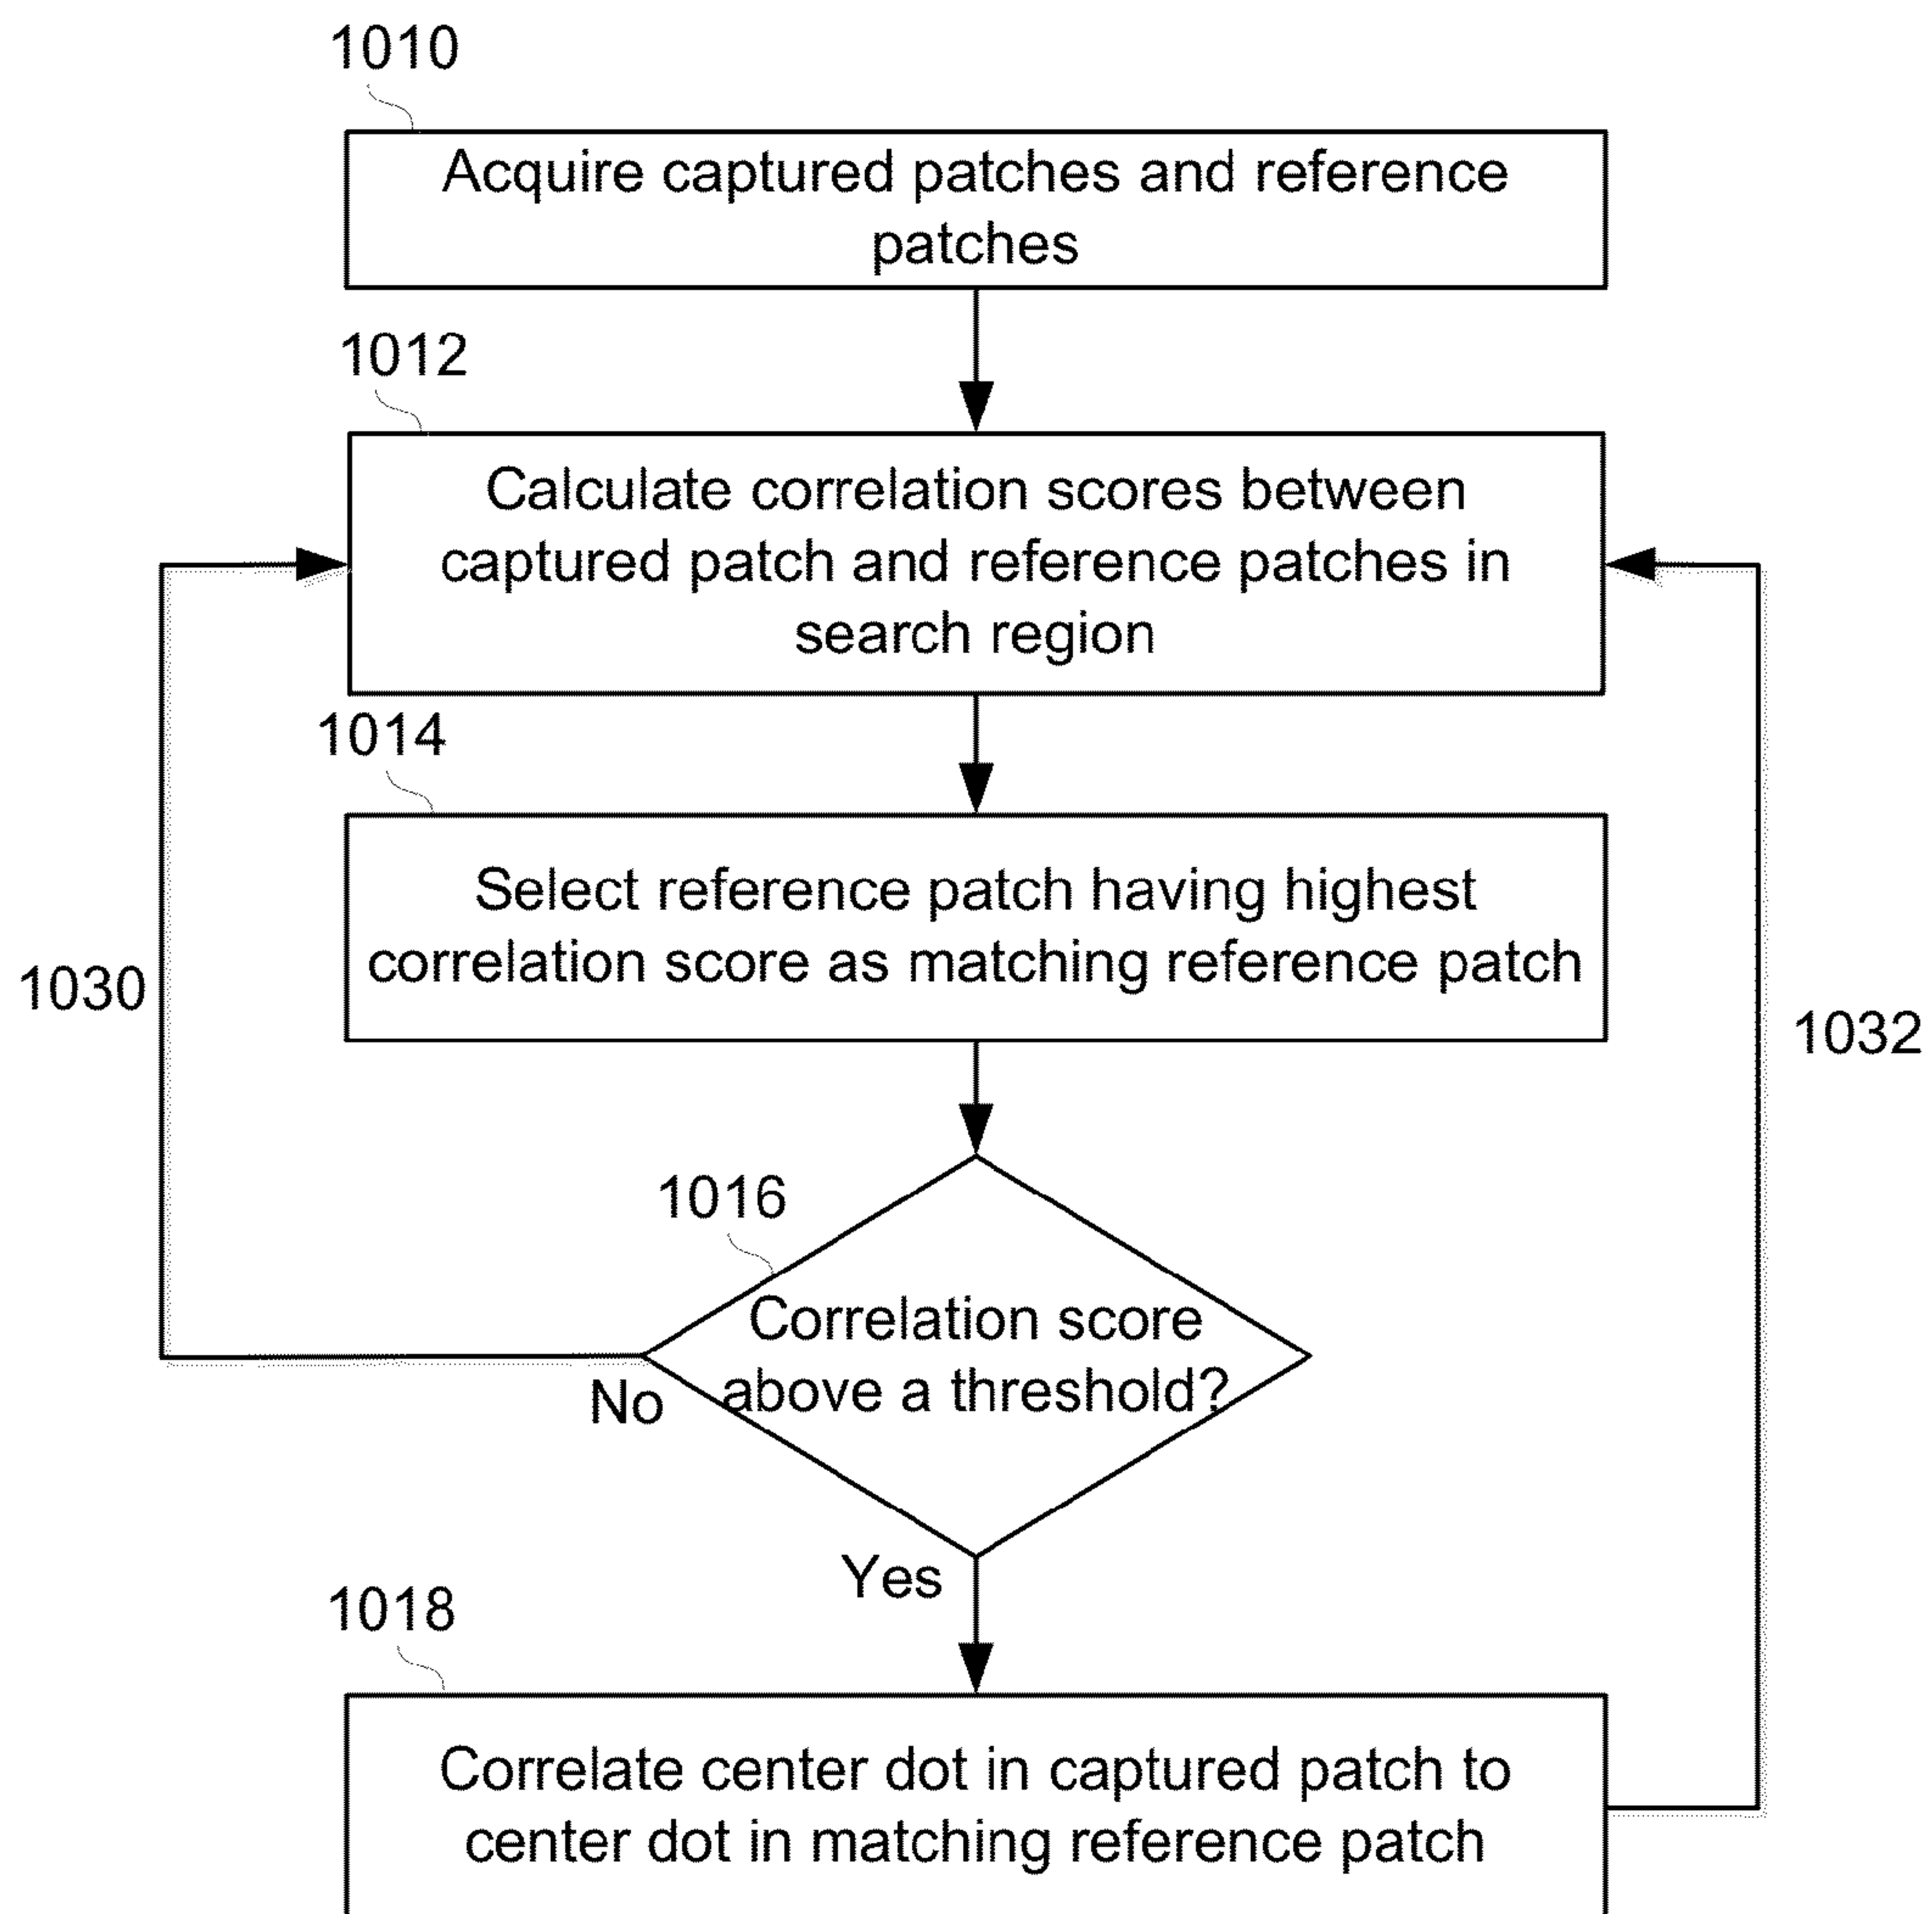 1010
Acquire captured patches and reference
patches
1012
Calculate correlation scores between
captured patch and reference patches in
search region
1014
Select reference patch having highest
correlation score as matching reference patch
1030
1032
1016
Correlation score
above a threshold?
No
Yes
1018
Correlate center dot in captured patch to
center dot in matching reference patch